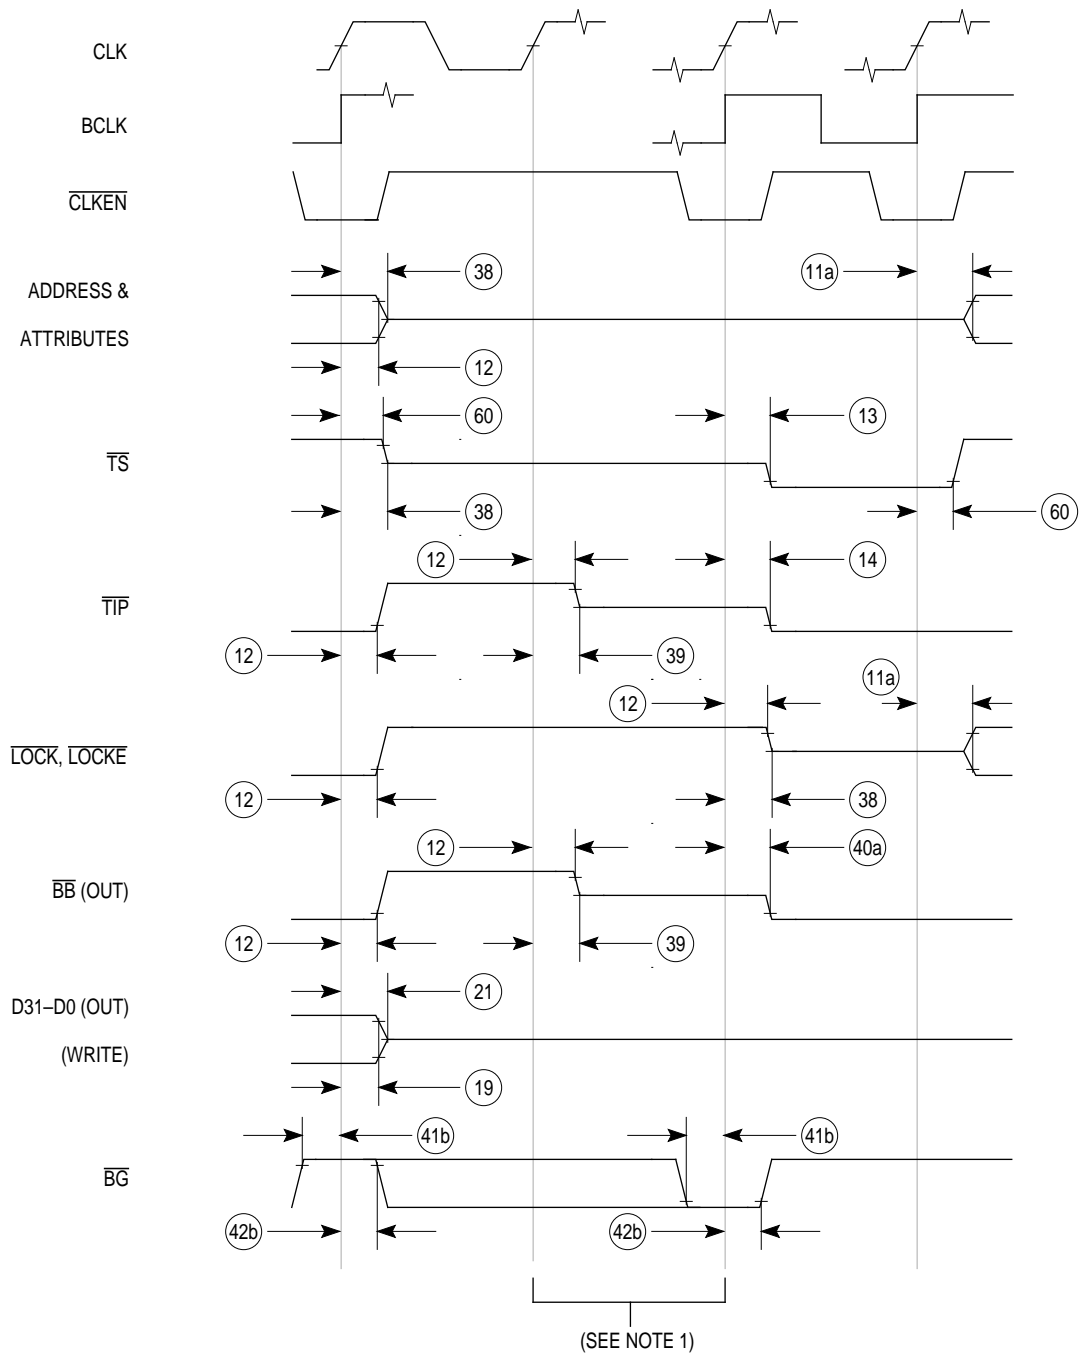 CLK
BCLK
CLKEN
38
11a
ADDRESS &
ATTRIBUTES
12
60
13
TS
38
60
12
14
TIP
12
39
11a
12
LOCK, LOCKE
12
38
12
40a
BB (OUT)
12
39
21
D31–D0 (OUT)
(WRITE)
19
41b
41b
BG
42b
42b
(SEE NOTE 1)